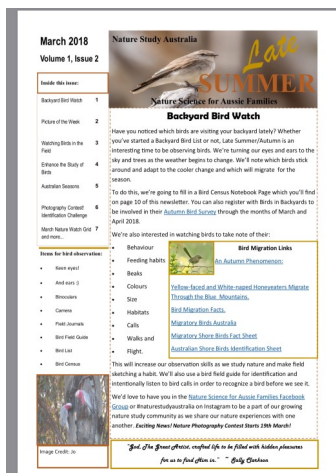 March 2018
Volume 1, Issue 2
Nature Study Australia
Late
SUMMER
Nature Science for Aussie Families
Inside this issue:
Backyard Bird Watch 1
Picture of the Week 2
Watching Birds in the Field 3
Enhance the Study of Birds 4
Australian Seasons 5
Photography Contest! Identification Challenge 6
March Nature Watch Grid and more... 7
Items for bird observation:
• Keen eyes!
• And ears :)
• Binoculars
• Camera
• Field Journals
• Bird Field Guide
• Bird List
• Bird Census
Image Credit: Jo
Backyard Bird Watch
Have you noticed which birds are visiting your backyard lately? Whether
you've started a Backyard Bird List or not, Late Summer/Autumn is an
interesting time to be observing birds. We're turning our eyes and ears to the
sky and trees as the weather begins to change. We'll note which birds stick
around and adapt to the cooler change and which will migrate for the
season.
To do this, we're going to fill in a Bird Census Notebook Page which you'll find
on page 10 of this newsletter. You can also register with Birds in Backyards to
be involved in their Autumn Bird Survey through the months of March and
April 2018.
We're also interested in watching birds to take note of their:
• Behaviour
• Feeding habits
• Beaks
• Colours
• Size
• Habitats
• Calls
• Walks and
• Flight.
Bird Migration Links
An Autumn Phenomenon:
Yellow-faced and White-naped Honeyeaters Migrate
Through the Blue Mountains.
Bird Migration Facts.
Migratory Birds Australia
Migratory Shore Birds Fact Sheet
Australian Shore Birds Identification Sheet
This will increase our observation skills as we study nature and make field
sketching a habit. We'll also use a bird field guide for identification and
intentionally listen to bird calls in order to recognize a bird before we see it.
We'd love to have you in the Nature Science for Aussie Families Facebook
Group or #naturestudyaustralia on Instagram to be a part of our growing
nature study community as we share our nature experiences with one
another. Exciting News! Nature Photography Contest Starts 19th March!
"God, The Great Artist, crafted life to be filled with hidden pleasures
for us to find Him in." ~ Sally Clarkson